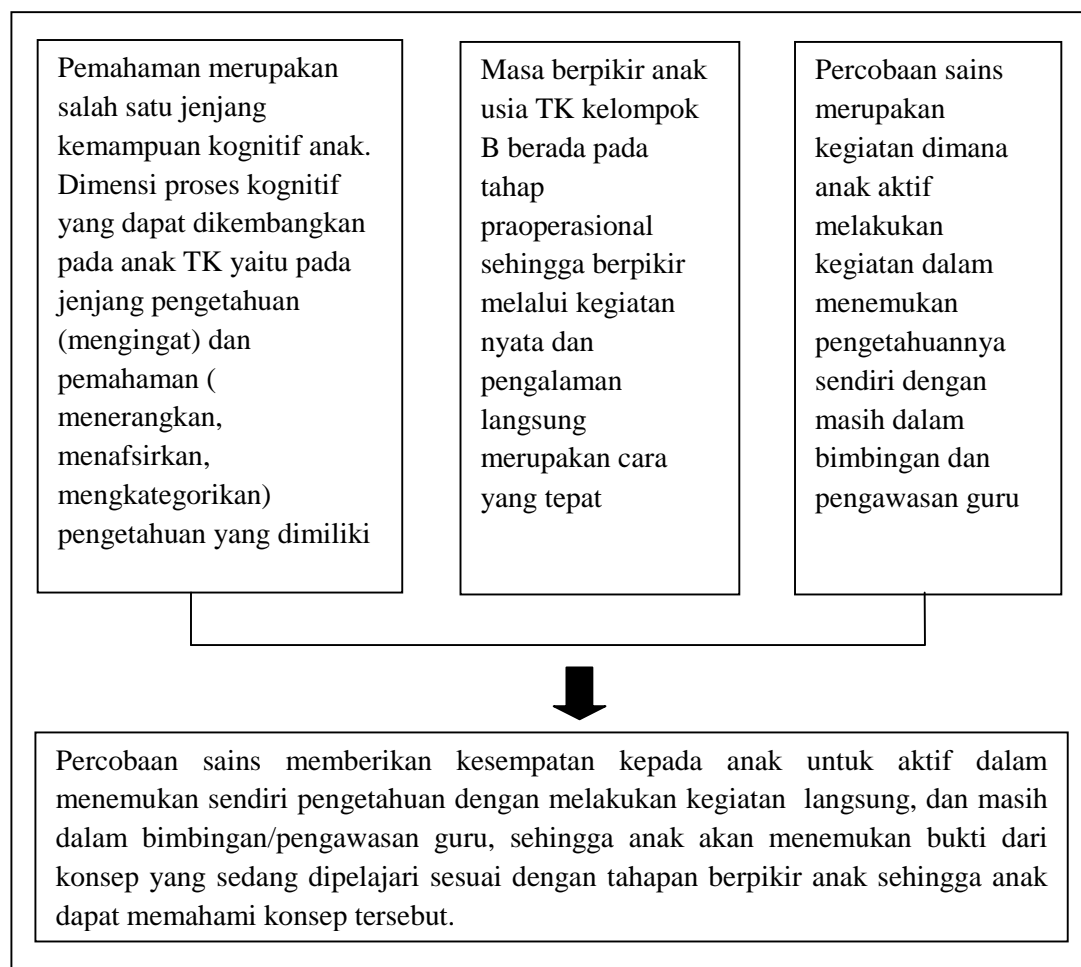 Pemahaman merupakan
salah satu jenjang
kemampuan kognitif anak.
Dimensi proses kognitif
yang dapat dikembangkan
pada anak TK yaitu pada
jenjang pengetahuan
(mengingat) dan
pemahaman (
menerangkan,
menafsirkan,
mengkategorikan)
pengetahuan yang dimiliki
Masa berpikir anak
usia TK kelompok
B berada pada
tahap
praoperasional
sehingga berpikir
melalui kegiatan
nyata dan
pengalaman
langsung
merupakan cara
yang tepat
Percobaan sains
merupakan
kegiatan dimana
anak aktif
melakukan
kegiatan dalam
menemukan
pengetahuannya
sendiri dengan
masih dalam
bimbingan dan
pengawasan guru
Percobaan sains memberikan kesempatan kepada anak untuk aktif dalam
menemukan sendiri pengetahuan dengan melakukan kegiatan langsung, dan masih
dalam bimbingan/pengawasan guru, sehingga anak akan menemukan bukti dari
konsep yang sedang dipelajari sesuai dengan tahapan berpikir anak sehingga anak
dapat memahami konsep tersebut.